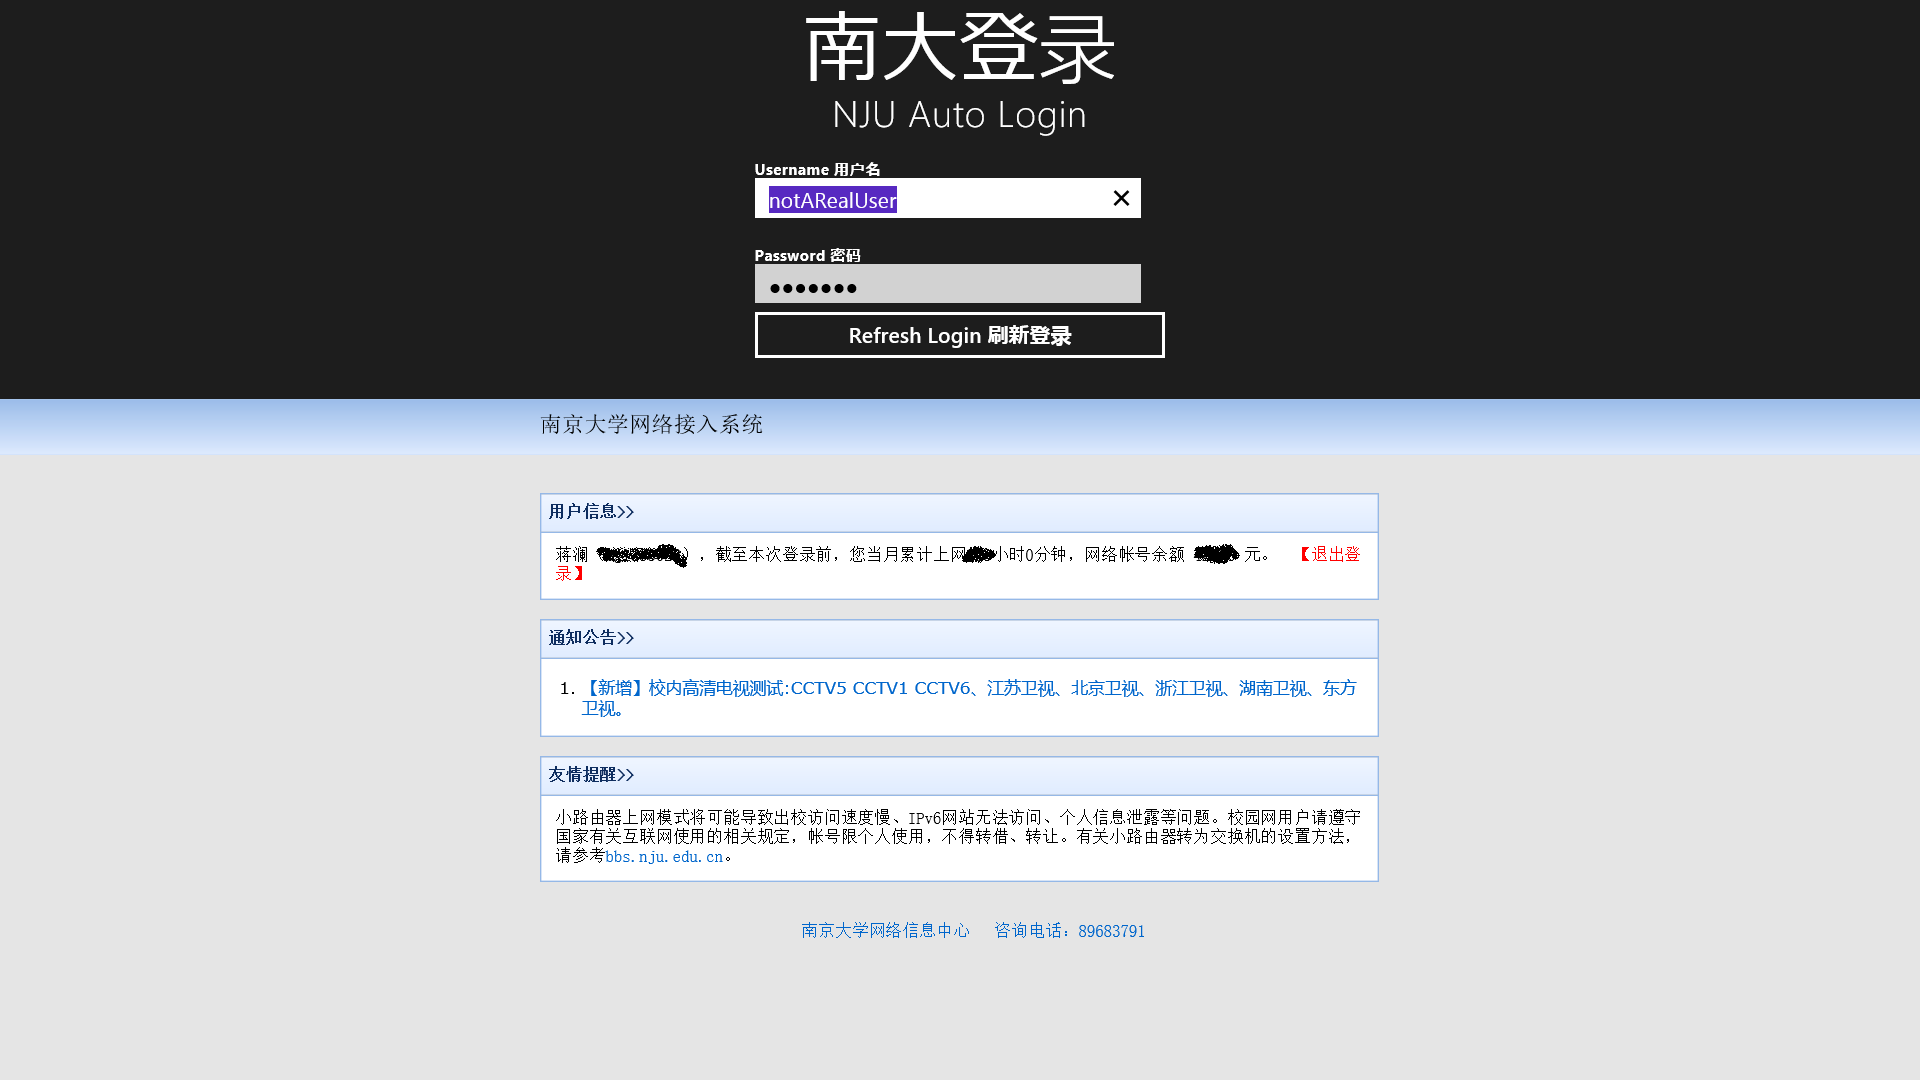 南大登录
NJU Auto Login
Username 用户名
notARealUser
Password 密码
Refresh Login 刷新登录
南京大学网络接入系统
用户信息>>
蒋澜 ），截至本次登录前，您当月累计上网 小时0分钟，网络帐号余额 元。 【退出登
录】
通知公告>>
1. 【新增】校内高清电视测试:CCTV5 CCTV1 CCTV6、江苏卫视、北京卫视、浙江卫视、湖南卫视、东方
卫视。
友情提醒>>
小路由器上网模式将可能导致出校访问速度慢、IPv6网站无法访问、个人信息泄露等问题。校园网用户请遵守
国家有关互联网使用的相关规定，帐号限个人使用，不得转借、转让。有关小路由器转为交换机的设置方法，
请参考bbs.nju.edu.cn。
南京大学网络信息中心 咨询电话：89683791